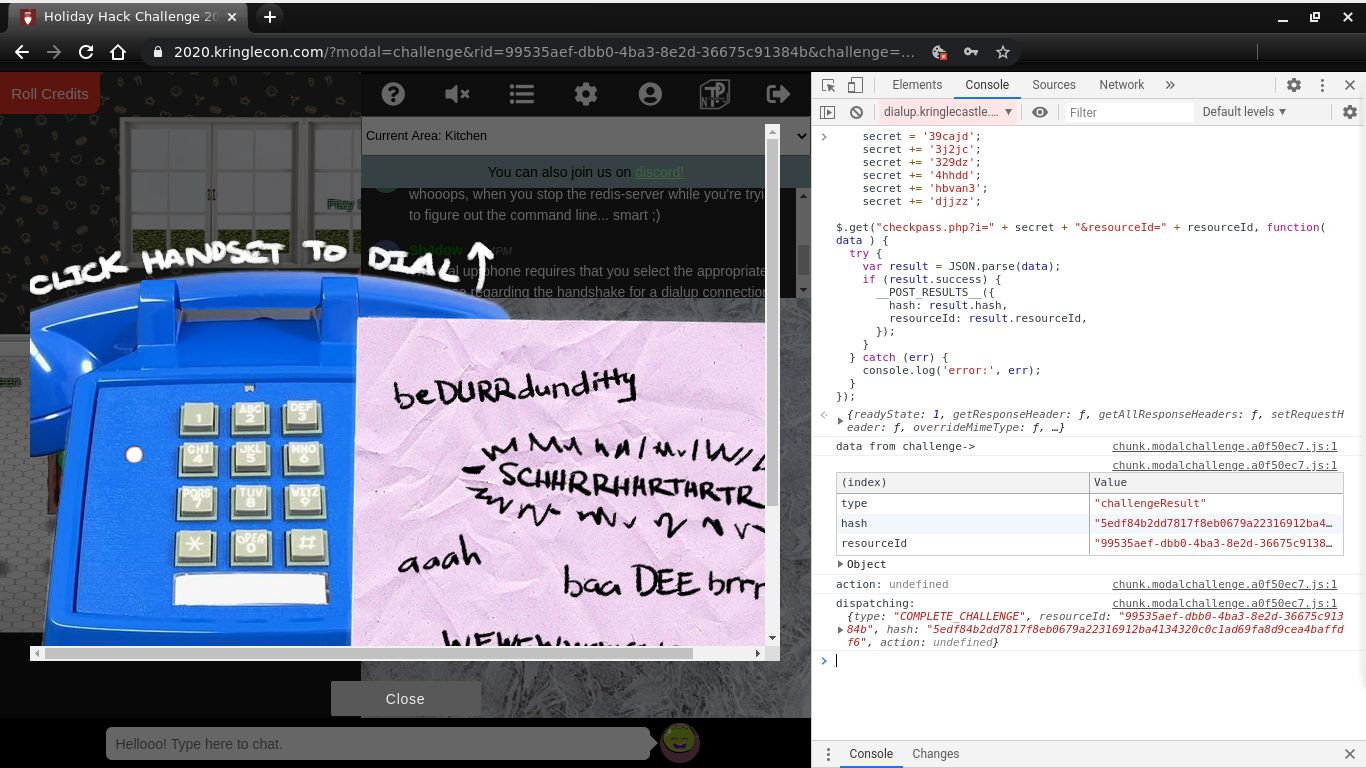 Holiday Hack Challenge 20
2020.kringlecon.com/?modal=challenge&rid=99535aef-dbb0-4ba3-8e2d-36675c91384b&challenge=…
Roll Credits
Current Area: Kitchen
You can also join us on discord!
whooops, when you stop the redis-server while you're tryi
to figure out the command line... smart ;)
Sh4dow
PM
up phone requires that you select the appropriate
regarding the handshake for a dialup connection
CLICK HANDSET TO DIAL
1
ABC 2
DEF 3
GHI 4
JKL 5
MNO 6
PQRS 7
TUV 8
WXYZ 9
*
OPER 0
#
beDURRdunditty
SCHHRRHHRTHRTR
aaah
baa DEE brrr
Close
Hellooo! Type here to chat.
Elements
Console
Sources
Network
»
dialup.kringlecastle.…
Filter
Default levels
secret = '39cajd';
secret += '3j2jc';
secret += '329dz';
secret += '4hhdd';
secret += 'hbvan3';
secret += 'djjzz';
$.get("checkpass.php?i=" + secret + "&resourceId=" + resourceId, function(
data ) {
try {
var result = JSON.parse(data);
if (result.success) {
__POST_RESULTS__({
hash: result.hash,
resourceId: result.resourceId,
});
}
} catch (err) {
console.log('error:', err);
}
});
{readyState: 1, getResponseHeader: ƒ, getAllResponseHeaders: ƒ, setRequestH
eader: ƒ, overrideMimeType: ƒ, …}
data from challenge-> chunk.modalchallenge.a0f50ec7.js:1
chunk.modalchallenge.a0f50ec7.js:1
(index) Value
type "challengeResult"
hash "5edf84b2dd7817f8eb0679a22316912ba4…
resourceId "99535aef-dbb0-4ba3-8e2d-36675c9138…
Object
action: undefined chunk.modalchallenge.a0f50ec7.js:1
dispatching: chunk.modalchallenge.a0f50ec7.js:1
{type: "COMPLETE_CHALLENGE", resourceId: "99535aef-dbb0-4ba3-8e2d-36675c913
84b", hash: "5edf84b2dd7817f8eb0679a22316912ba4134320c0c1ad69fa8d9cea4baffd
f6", action: undefined}
Console
Changes